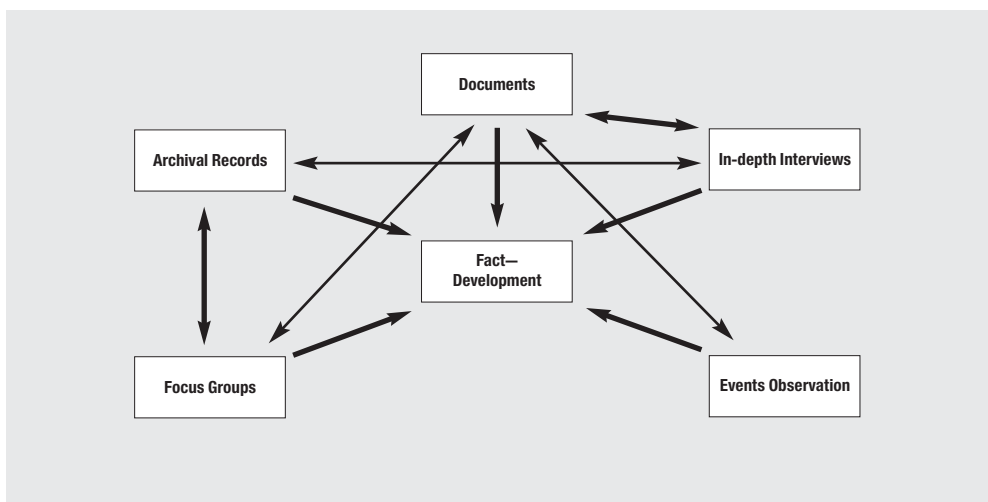 Documents
Archival Records
In-depth Interviews
Fact—
Development
Focus Groups
Events Observation